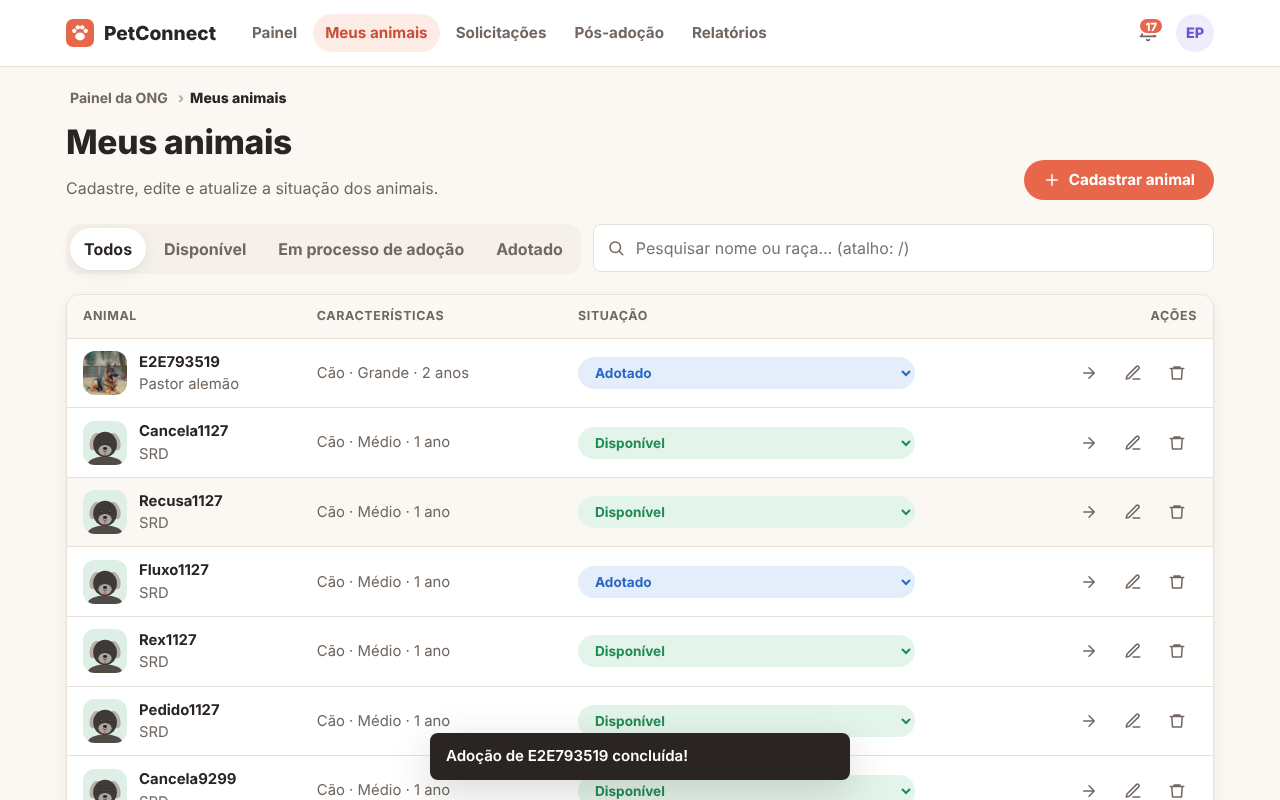 PetConnect
Painel
Meus animais
Solicitações
Pós-adoção
Relatórios
17
EP
Painel da ONG › Meus animais
Meus animais
Cadastre, edite e atualize a situação dos animais.
+ Cadastrar animal
Todos
Disponível
Em processo de adoção
Adotado
Pesquisar nome ou raça... (atalho: /)
ANIMAL
CARACTERÍSTICAS
SITUAÇÃO
AÇÕES
E2E793519
Pastor alemão
Cão · Grande · 2 anos
Adotado
Cancela1127
SRD
Cão · Médio · 1 ano
Disponível
Recusa1127
SRD
Cão · Médio · 1 ano
Disponível
Fluxo1127
SRD
Cão · Médio · 1 ano
Adotado
Rex1127
SRD
Cão · Médio · 1 ano
Disponível
Pedido1127
SRD
Cão · Médio · 1 ano
Disponível
Cancela9299
SRD
Cão · Médio · 1 ano
Disponível
Adoção de E2E793519 concluída!